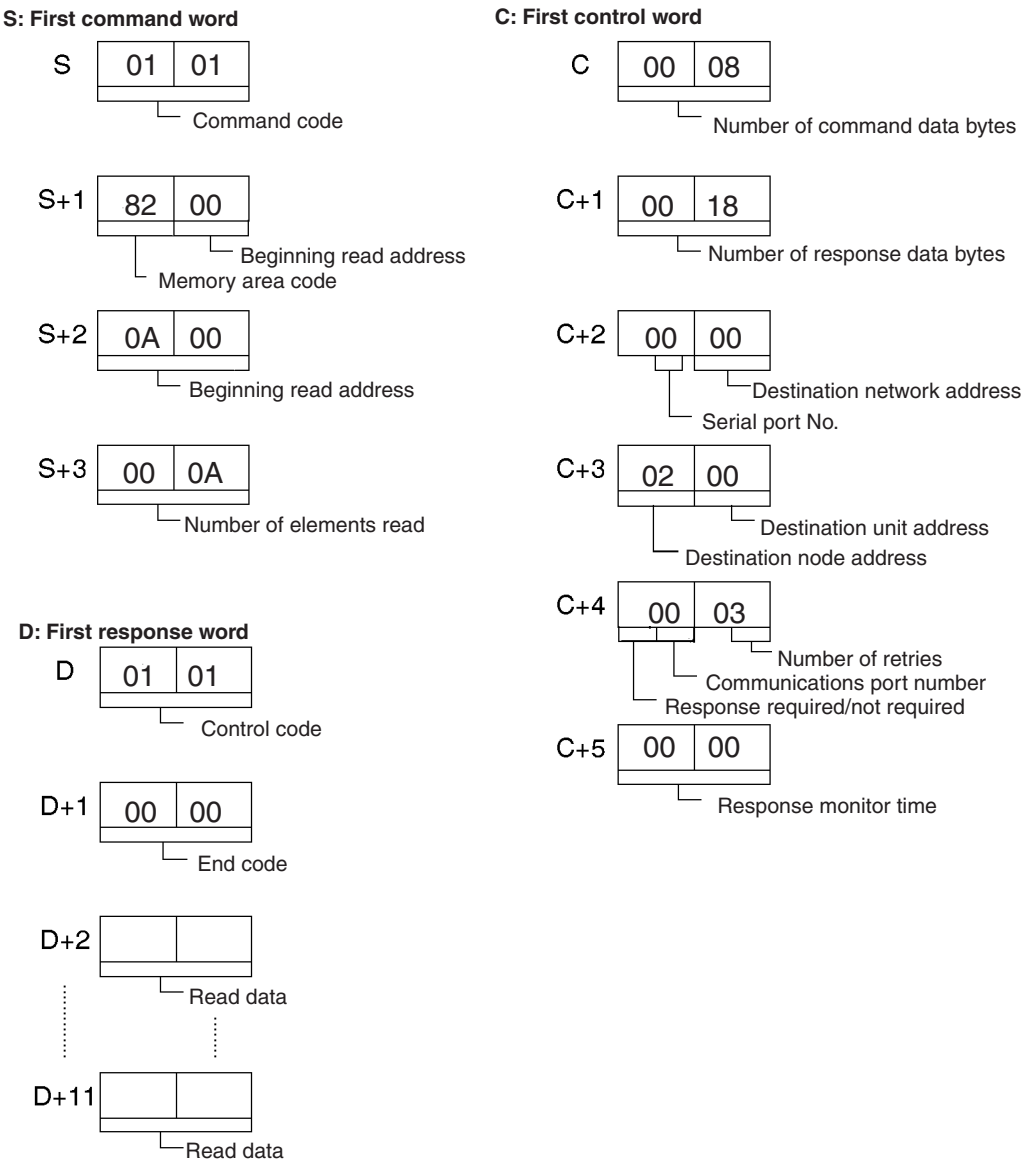 S: First command word
S 01 01
Command code
S+1 82 00
Beginning read address
Memory area code
S+2 0A 00
Beginning read address
S+3 00 0A
Number of elements read
D: First response word
D 01 01
Control code
D+1 00 00
End code
D+2
Read data
D+11
Read data
C: First control word
C 00 08
Number of command data bytes
C+1 00 18
Number of response data bytes
C+2 00 00
Destination network address
Serial port No.
C+3 02 00
Destination unit address
Destination node address
C+4 00 03
Number of retries
Communications port number
Response required/not required
C+5 00 00
Response monitor time